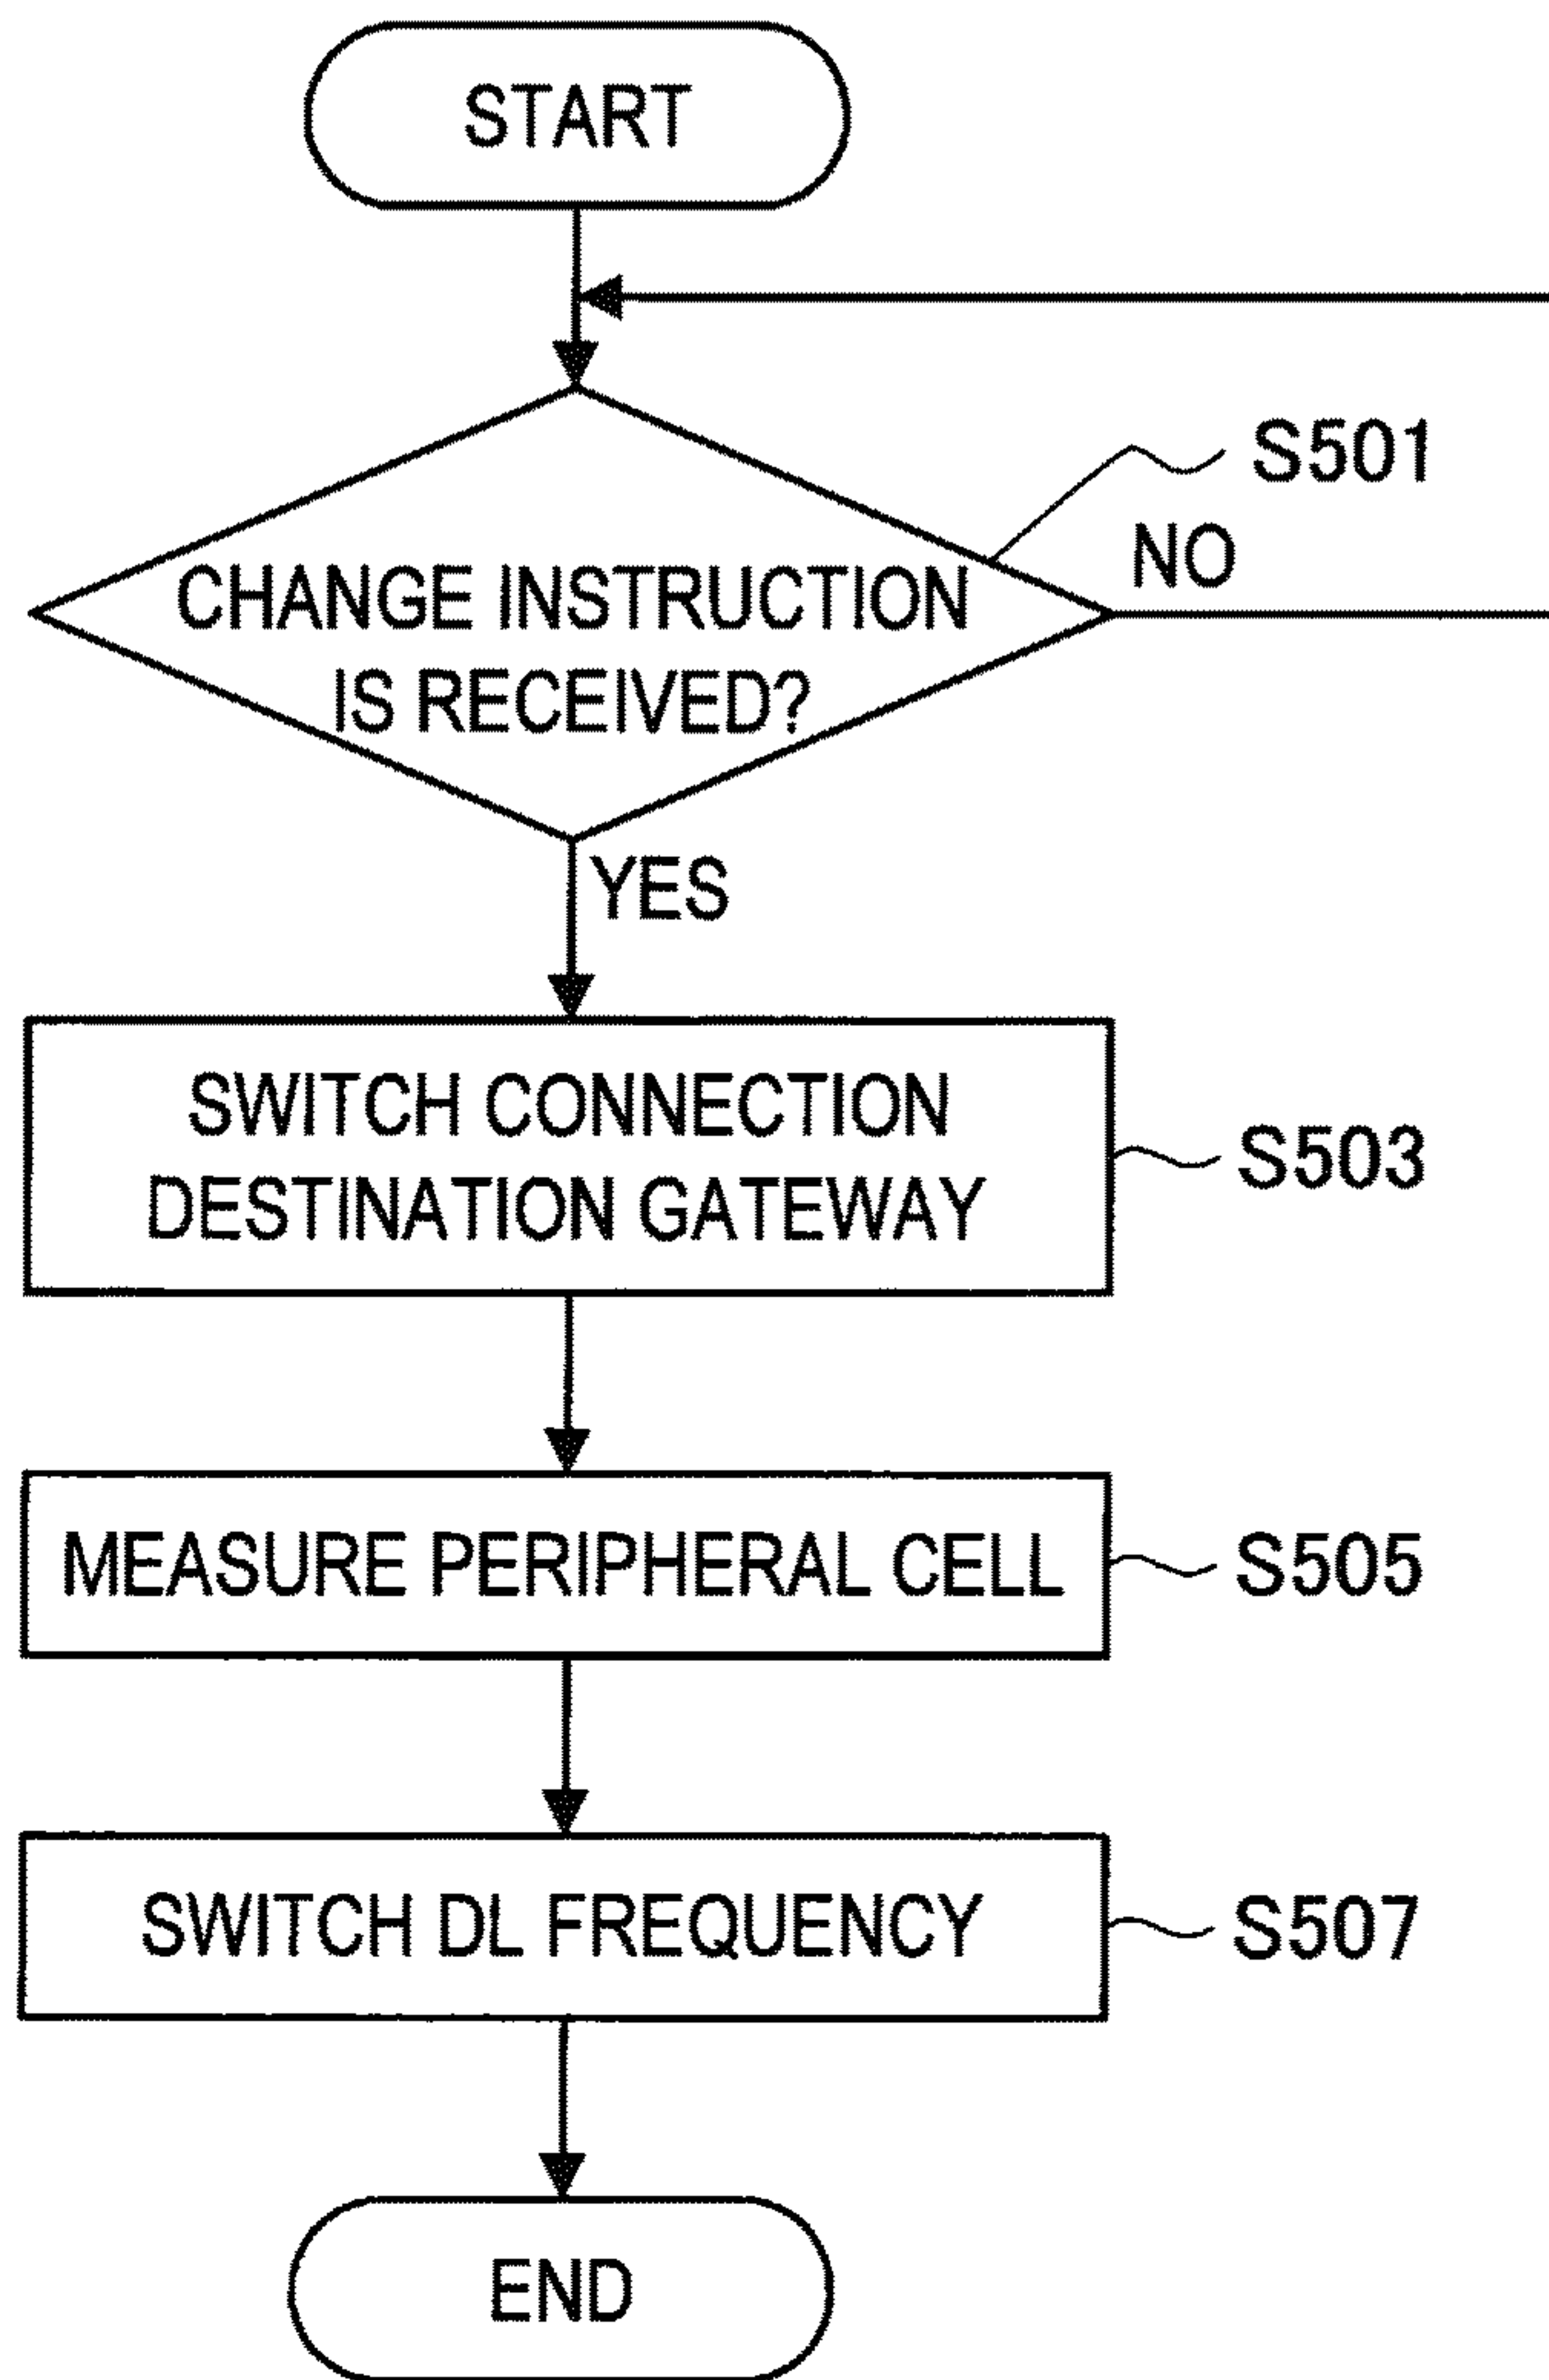 START
S501
NO
CHANGE INSTRUCTION
IS RECEIVED?
YES
SWITCH CONNECTION
DESTINATION GATEWAY
S503
MEASURE PERIPHERAL CELL
S505
SWITCH DL FREQUENCY
S507
END